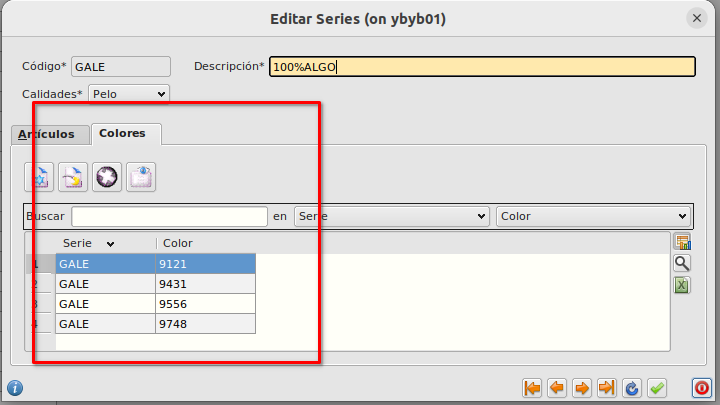 Editar Series (on ybyb01)
Código* GALE Descripción* 100%ALGO
Calidades* Pelo
Artículos Colores
Buscar en Serie Color
Serie Color
1 GALE 9121
2 GALE 9431
3 GALE 9556
4 GALE 9748